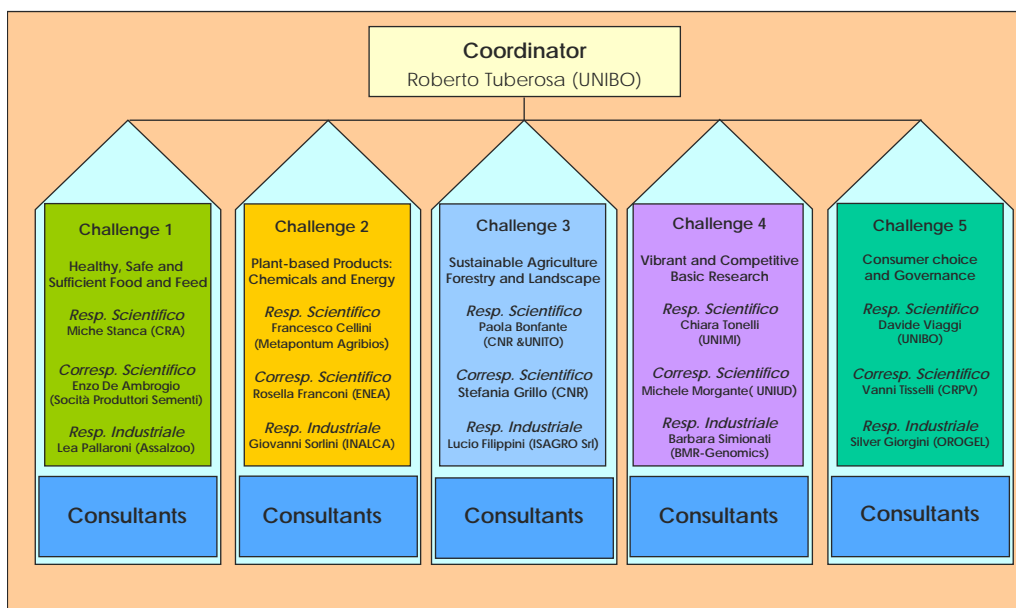 Coordinator
Roberto Tuberosa (UNIBO)
Challenge 1
Healthy, Safe and
Sufficient Food and Feed
Resp. Scientifico
Miche Stanca (CRA)
Corresp. Scientifico
Enzo De Ambrogio
(Socità Produttori Sementi)
Resp. Industriale
Lea Pallaroni (Assalzoo)
Consultants
Challenge 2
Plant-based Products:
Chemicals and Energy
Resp. Scientifico
Francesco Cellini
(Metapontum Agribios)
Corresp. Scientifico
Rosella Franconi (ENEA)
Resp. Industriale
Giovanni Sorlini (INALCA)
Consultants
Challenge 3
Sustainable Agriculture
Forestry and Landscape
Resp. Scientifico
Paola Bonfante
(CNR &UNITO)
Corresp. Scientifico
Stefania Grillo (CNR)
Resp. Industriale
Lucio Filippini (ISAGRO Srl)
Consultants
Challenge 4
Vibrant and Competitive
Basic Research
Resp. Scientifico
Chiara Tonelli
(UNIMI)
Corresp. Scientifico
Michele Morgante( UNIUD)
Resp. Industriale
Barbara Simionati
(BMR-Genomics)
Consultants
Challenge 5
Consumer choice
and Governance
Resp. Scientifico
Davide Viaggi
(UNIBO)
Corresp. Scientifico
Vanni Tisselli (CRPV)
Resp. Industriale
Silver Giorgini (OROGEL)
Consultants